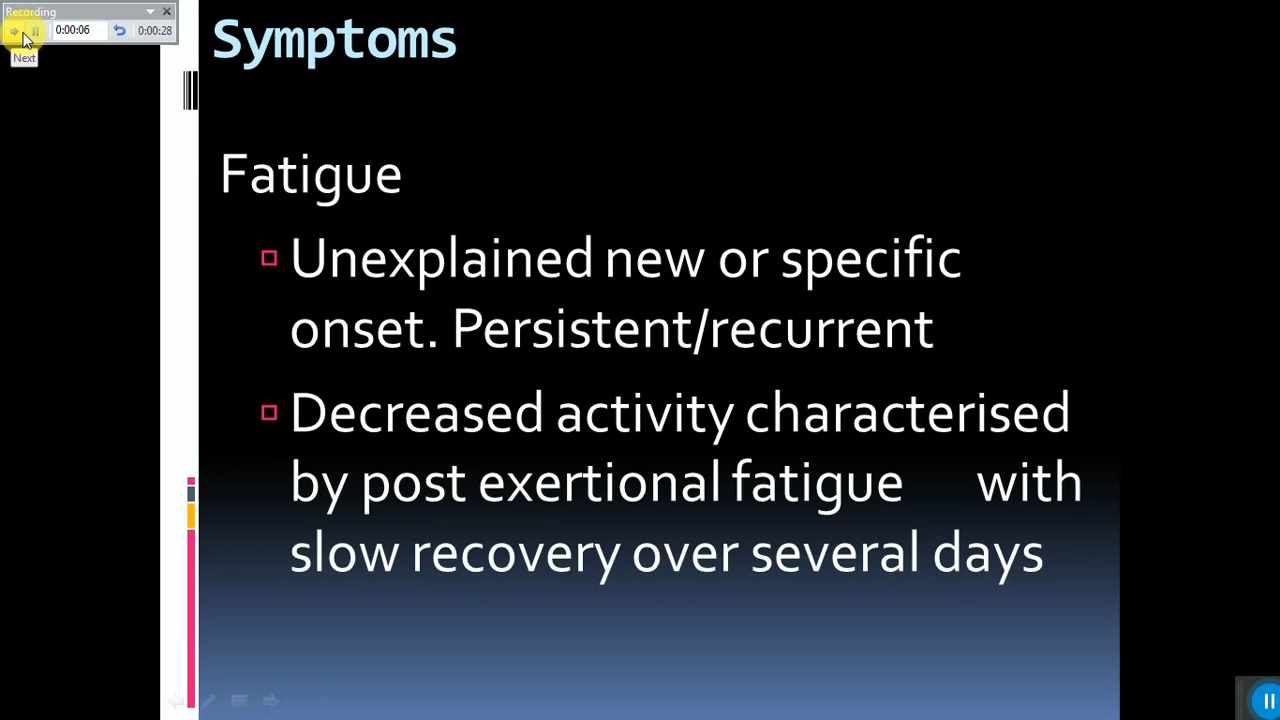 Recording
0:00:06
0:00:28
Next
Symptoms
Fatigue
Unexplained new or specific
onset. Persistent/recurrent
Decreased activity characterised
by post exertional fatigue with
slow recovery over several days